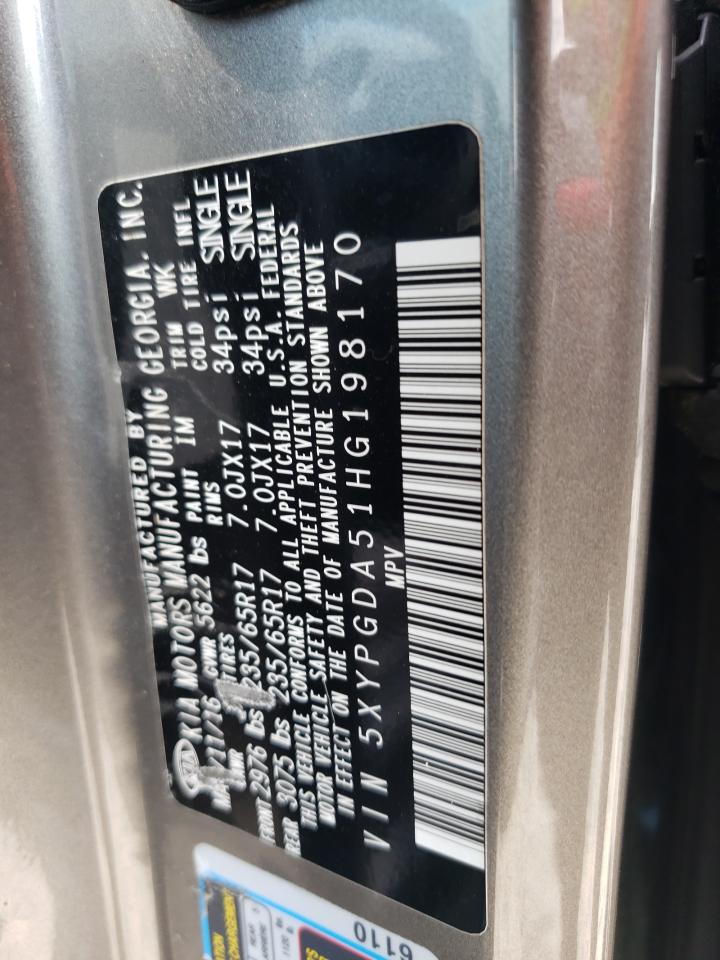 MANUFACTURED BY
KIA KIA MOTORS MANUFACTURING GEORGIA, INC.
GVWR 5622 lbs PAINT IM TRIM WK
TIRES RIMS COLD TIRE INFL
2976 lbs 235/65R17 7.0JX17 34psi SINGLE
REAR 3075 lbs 235/65R17 7.0JX17 34psi SINGLE
THIS VEHICLE CONFORMS TO ALL APPLICABLE U.S.A. FEDERAL
MOTOR VEHICLE SAFETY AND THEFT PREVENTION STANDARDS
IN EFFECT ON THE DATE OF MANUFACTURE SHOWN ABOVE
VIN 5XYPGDA51HG198170
MPV
6110